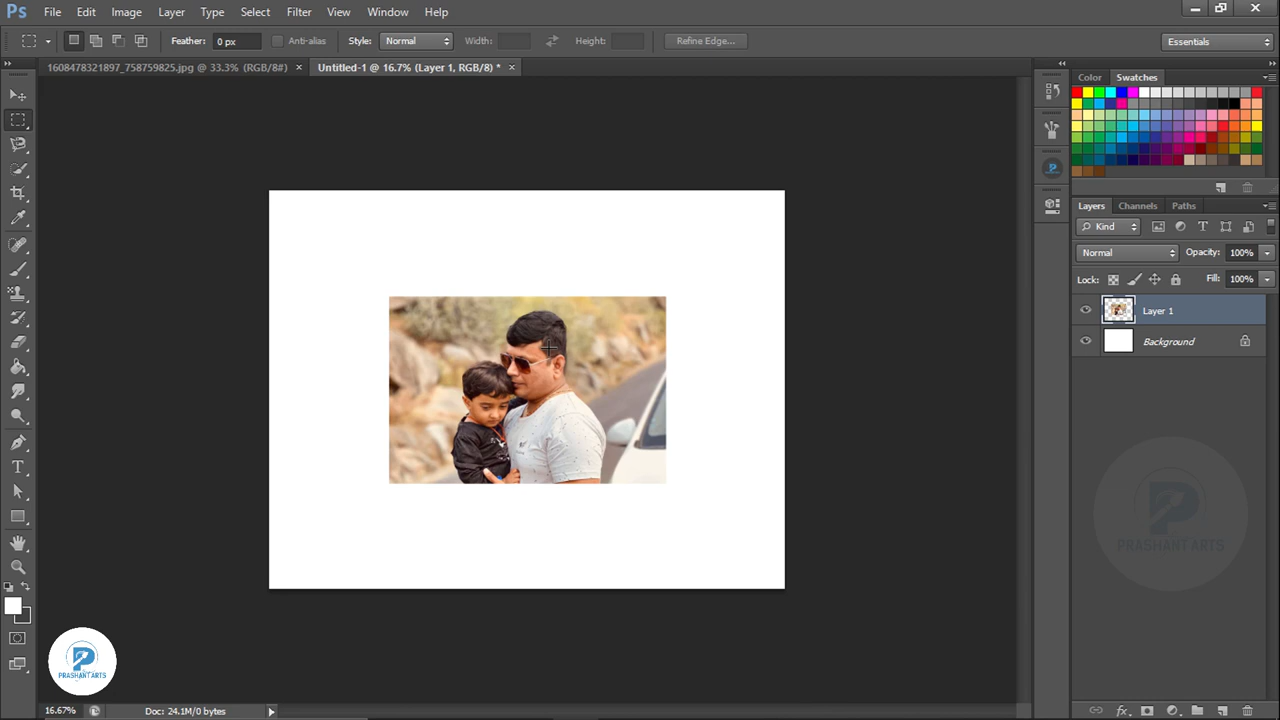 Ps File Edit Image Layer Type Select Filter View Window Help
Feather: 0 px Anti-alias Style: Normal Width: Height: Refine Edge... Essentials
1608478321897_758759825.jpg @ 33.3% (RGB/8#) × Untitled-1 @ 16.7% (Layer 1, RGB/8) * ×
Color Swatches
Layers Channels Paths
Kind
Normal Opacity: 100%
Lock: Fill: 100%
Layer 1
Background
PRASHANT ARTS
PRASHANT ARTS
16.67% Doc: 24.1M/0 bytes